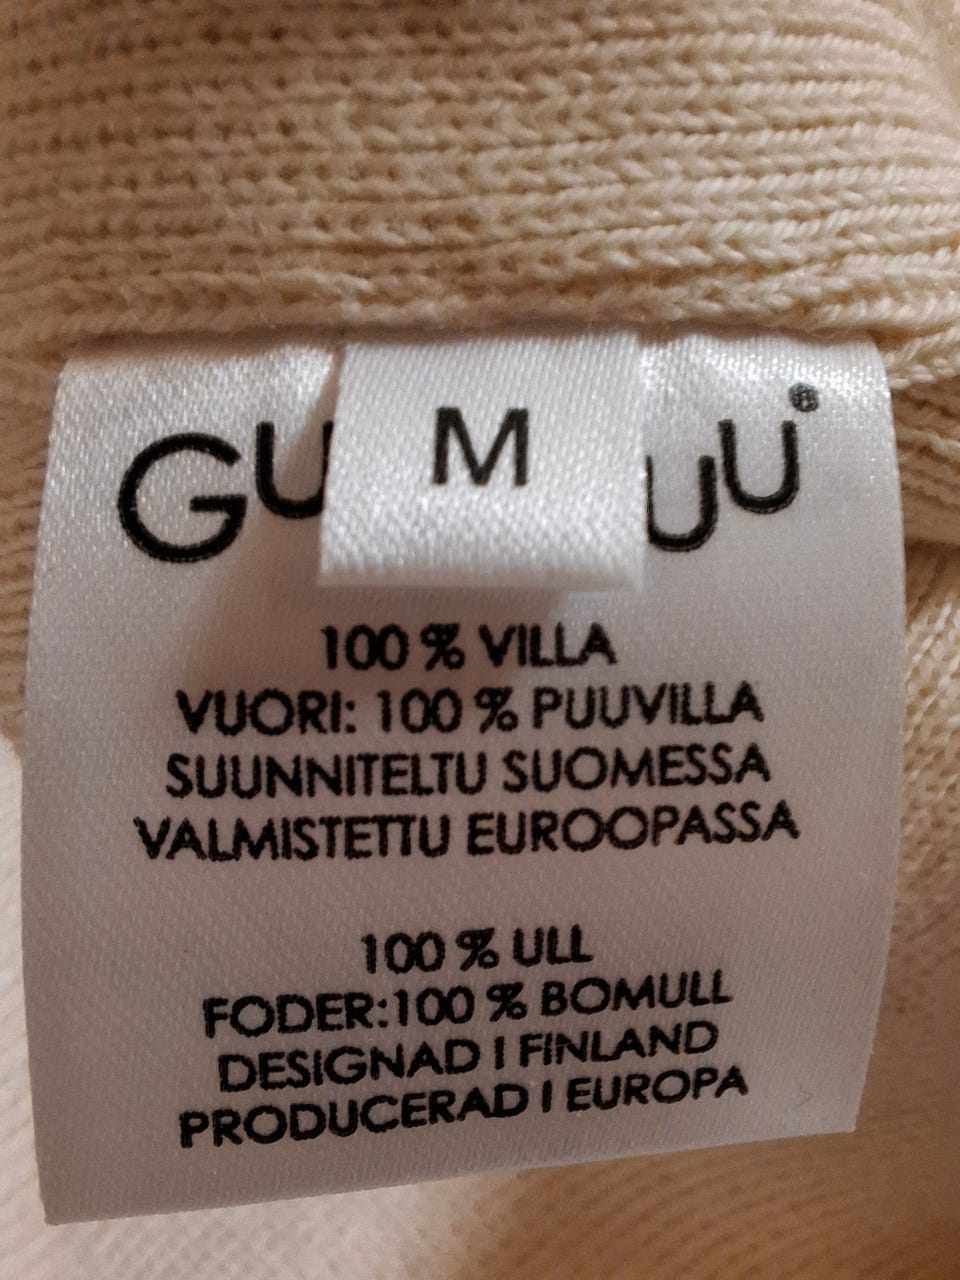 GU M UU®
100 % VILLA
VUORI: 100 % PUUVILLA
SUUNNITELTU SUOMESSA
VALMISTETTU EUROOPASSA
100 % ULL
FODER:100 % BOMULL
DESIGNAD I FINLAND
PRODUCERAD I EUROPA